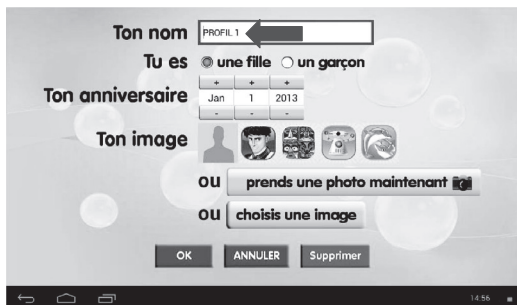 Ton nom PROFIL 1
Tu es une fille un garçon
+ + +
Ton anniversaire Jan 1 2013
- - -
Ton image
ou prends une photo maintenant
ou choisis une image
OK ANNULER Supprimer
14:56